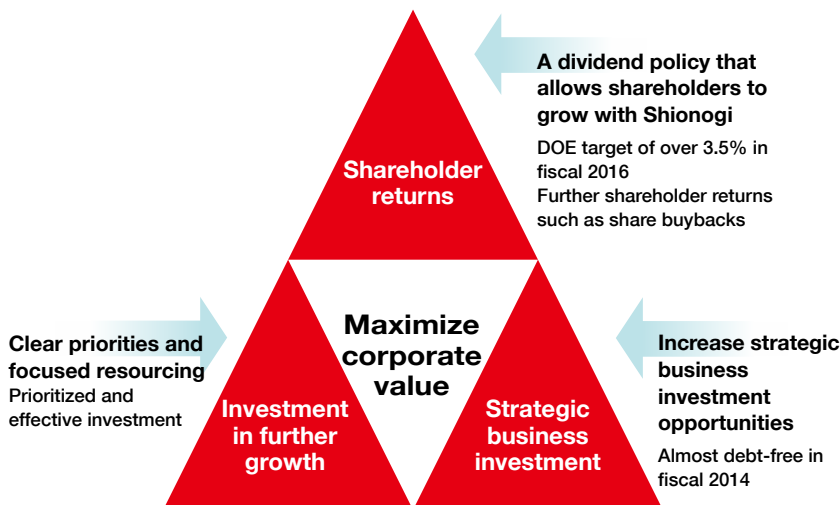 A dividend policy that
allows shareholders to
grow with Shionogi
DOE target of over 3.5% in
fiscal 2016
Further shareholder returns
such as share buybacks
Shareholder
returns
Clear priorities and
focused resourcing
Prioritized and
effective investment
Maximize
corporate
value
Increase strategic
business
investment
opportunities
Almost debt-free in
fiscal 2014
Investment
in further
growth
Strategic
business
investment